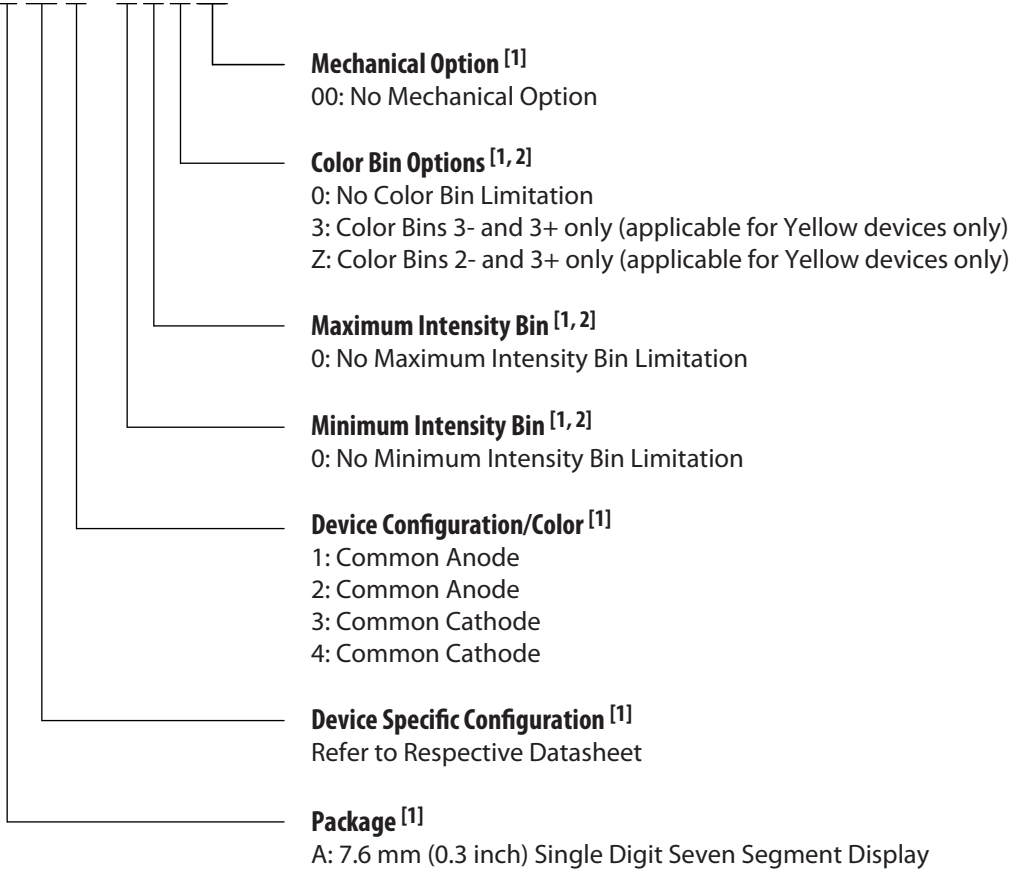 Mechanical Option [1]
00: No Mechanical Option
Color Bin Options [1, 2]
0: No Color Bin Limitation
3: Color Bins 3- and 3+ only (applicable for Yellow devices only)
Z: Color Bins 2- and 3+ only (applicable for Yellow devices only)
Maximum Intensity Bin [1, 2]
0: No Maximum Intensity Bin Limitation
Minimum Intensity Bin [1, 2]
0: No Minimum Intensity Bin Limitation
Device Configuration/Color [1]
1: Common Anode
2: Common Anode
3: Common Cathode
4: Common Cathode
Device Specific Configuration [1]
Refer to Respective Datasheet
Package [1]
A: 7.6 mm (0.3 inch) Single Digit Seven Segment Display